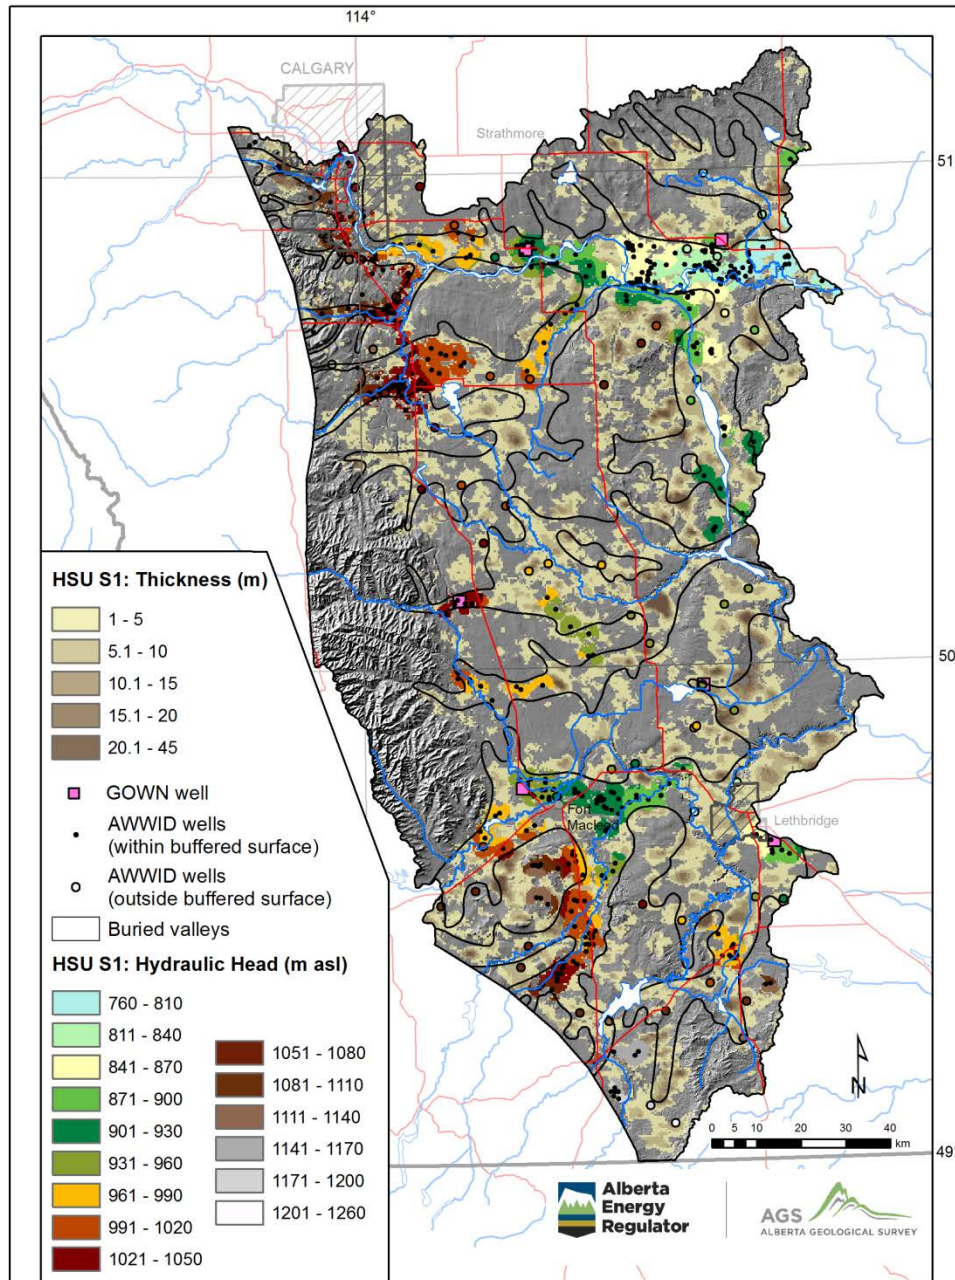 114°
CALGARY
Strathmore
51
50
Fort
Macleod
Lethbridge
49°
HSU S1: Thickness (m)
1 - 5
5.1 - 10
10.1 - 15
15.1 - 20
20.1 - 45
GOWN well
AWWID wells
(within buffered surface)
AWWID wells
(outside buffered surface)
Buried valleys
HSU S1: Hydraulic Head (m asl)
760 - 810
811 - 840
841 - 870
871 - 900
901 - 930
931 - 960
961 - 990
991 - 1020
1021 - 1050
1051 - 1080
1081 - 1110
1111 - 1140
1141 - 1170
1171 - 1200
1201 - 1260
N
0 5 10 20 30 40
km
Alberta
Energy
Regulator
AGS
ALBERTA GEOLOGICAL SURVEY